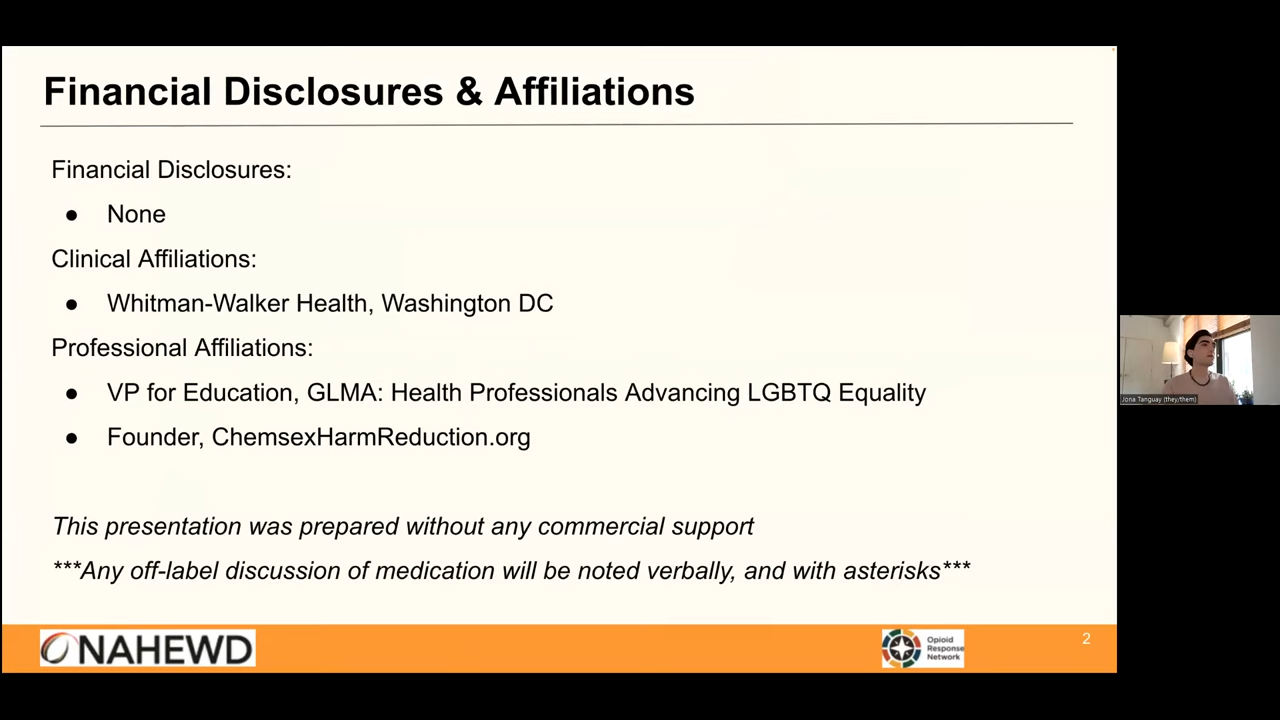 Financial Disclosures & Affiliations
Financial Disclosures:
● None
Clinical Affiliations:
● Whitman-Walker Health, Washington DC
Professional Affiliations:
● VP for Education, GLMA: Health Professionals Advancing LGBTQ Equality
● Founder, ChemsexHarmReduction.org
This presentation was prepared without any commercial support
***Any off-label discussion of medication will be noted verbally, and with asterisks***
NAHEWD
Opioid
Response
Network
2
Jona Tanguay (they/them)